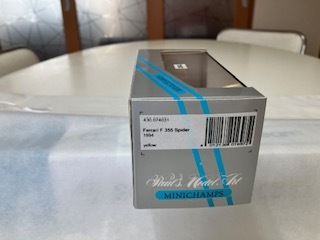 430 074031
Ferrari F 355 Spider
1994
yellow
Paul's Model Art
MINICHAMPS